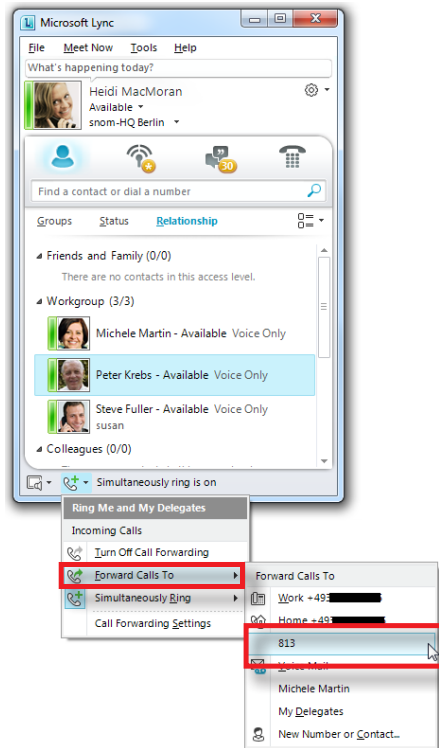 Microsoft Lync
File Meet Now Tools Help
What's happening today?
Heidi MacMoran
Available
snom-HQ Berlin
30
Find a contact or dial a number
Groups Status Relationship
Friends and Family (0/0)
There are no contacts in this access level.
Workgroup (3/3)
Michele Martin - Available Voice Only
Peter Krebs - Available Voice Only
Steve Fuller - Available Voice Only
susan
Colleagues (0/0)
Simultaneously ring is on
Ring Me and My Delegates
Incoming Calls
Turn Off Call Forwarding
Forward Calls To
Simultaneously Ring
Call Forwarding Settings
Forward Calls To
Work +493
Home +493
813
Voice Mail
Michele Martin
My Delegates
New Number or Contact...